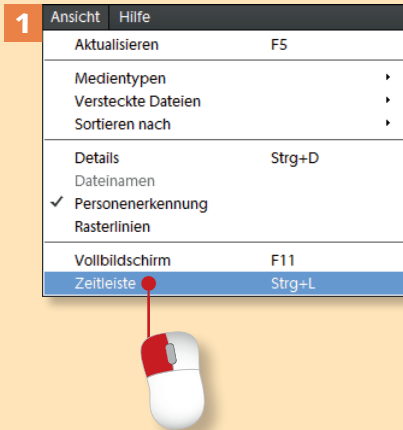 1
Ansicht Hilfe
Aktualisieren F5
Medientypen
Versteckte Dateien
Sortieren nach
Details Strg+D
Dateinamen
✓ Personenerkennung
Rasterlinien
Vollbildschirm F11
Zeitleiste Strg+L